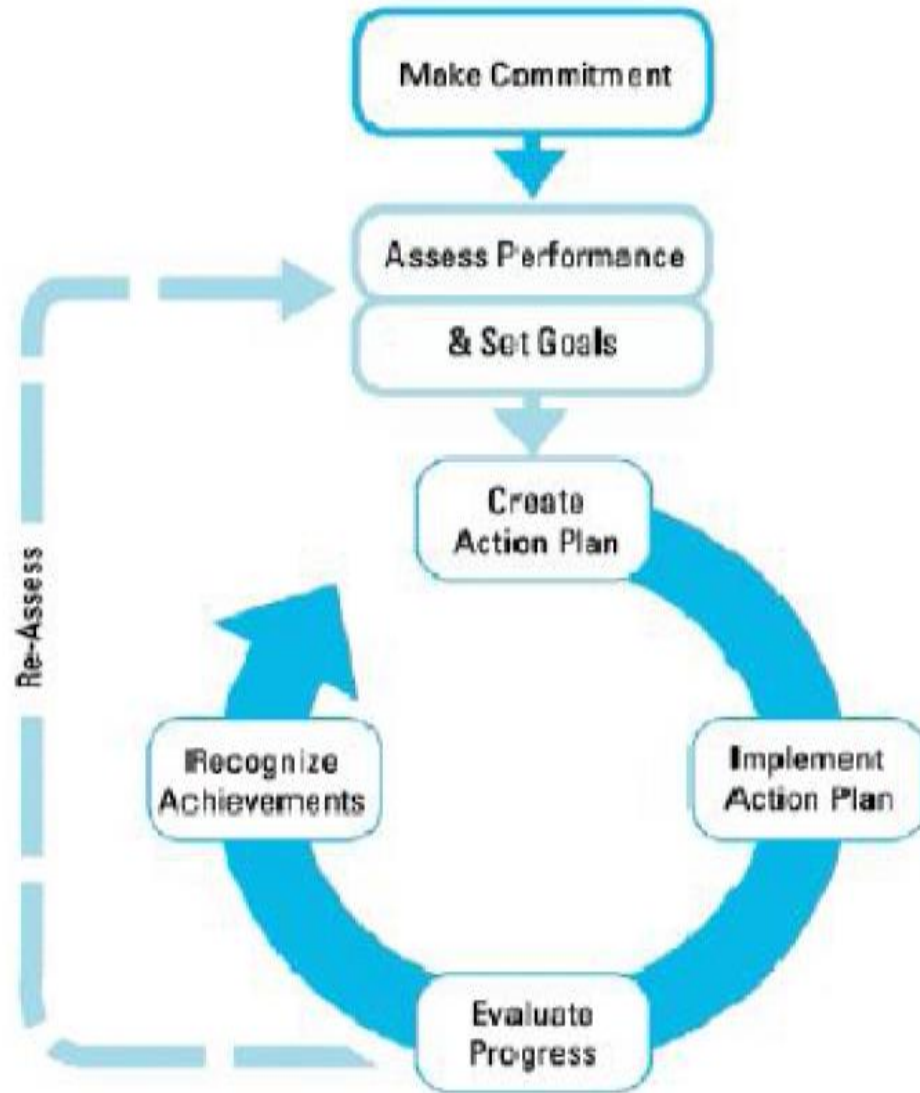 Make Commitment
Assess Performance
& Set Goals
Create
Action Plan
Re-Assess
Recognize
Achievements
Implement
Action Plan
Evaluate
Progress